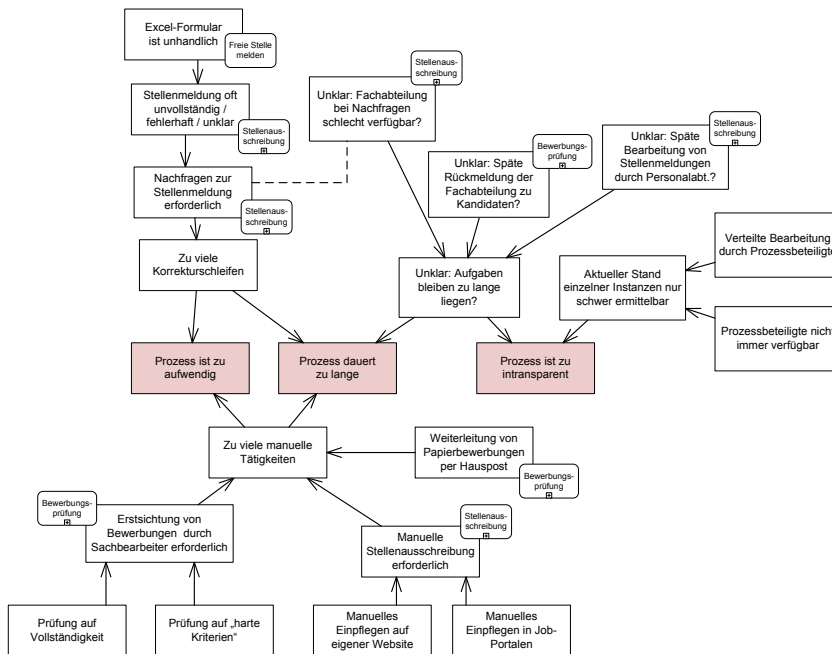 Excel-Formular
ist unhandlich
Freie Stelle
melden
Stellenmeldung oft
unvollständig /
fehlerhaft / unklar
Stellenaus-
schreibung
Nachfragen zur
Stellenmeldung
erforderlich
Stellenaus-
schreibung
Zu viele
Korrekturschleifen
Stellenaus-
schreibung
Unklar: Fachabteilung
bei Nachfragen
schlecht verfügbar?
Bewerbungs-
prüfung
Unklar: Späte
Rückmeldung der
Fachabteilung zu
Kandidaten?
Stellenaus-
schreibung
Unklar: Späte
Bearbeitung von
Stellenmeldungen
durch Personalabt.?
Unklar: Aufgaben
bleiben zu lange
liegen?
Aktueller Stand
einzelner Instanzen nur
schwer ermittelbar
Verteilte Bearbeitung
durch Prozessbeteiligte
Prozessbeteiligte nicht
immer verfügbar
Prozess ist zu
aufwendig
Prozess dauert
zu lange
Prozess ist zu
intransparent
Zu viele manuelle
Tätigkeiten
Weiterleitung von
Papierbewerbungen
per Hauspost
Bewerbungs-
prüfung
Bewerbungs-
prüfung
Erstsichtung von
Bewerbungen durch
Sachbearbeiter erforderlich
Stellenaus-
schreibung
Manuelle
Stellenausschreibung
erforderlich
Prüfung auf
Vollständigkeit
Prüfung auf „harte
Kriterien“
Manuelles
Einpflegen auf
eigener Website
Manuelles
Einpflegen in Job-
Portalen